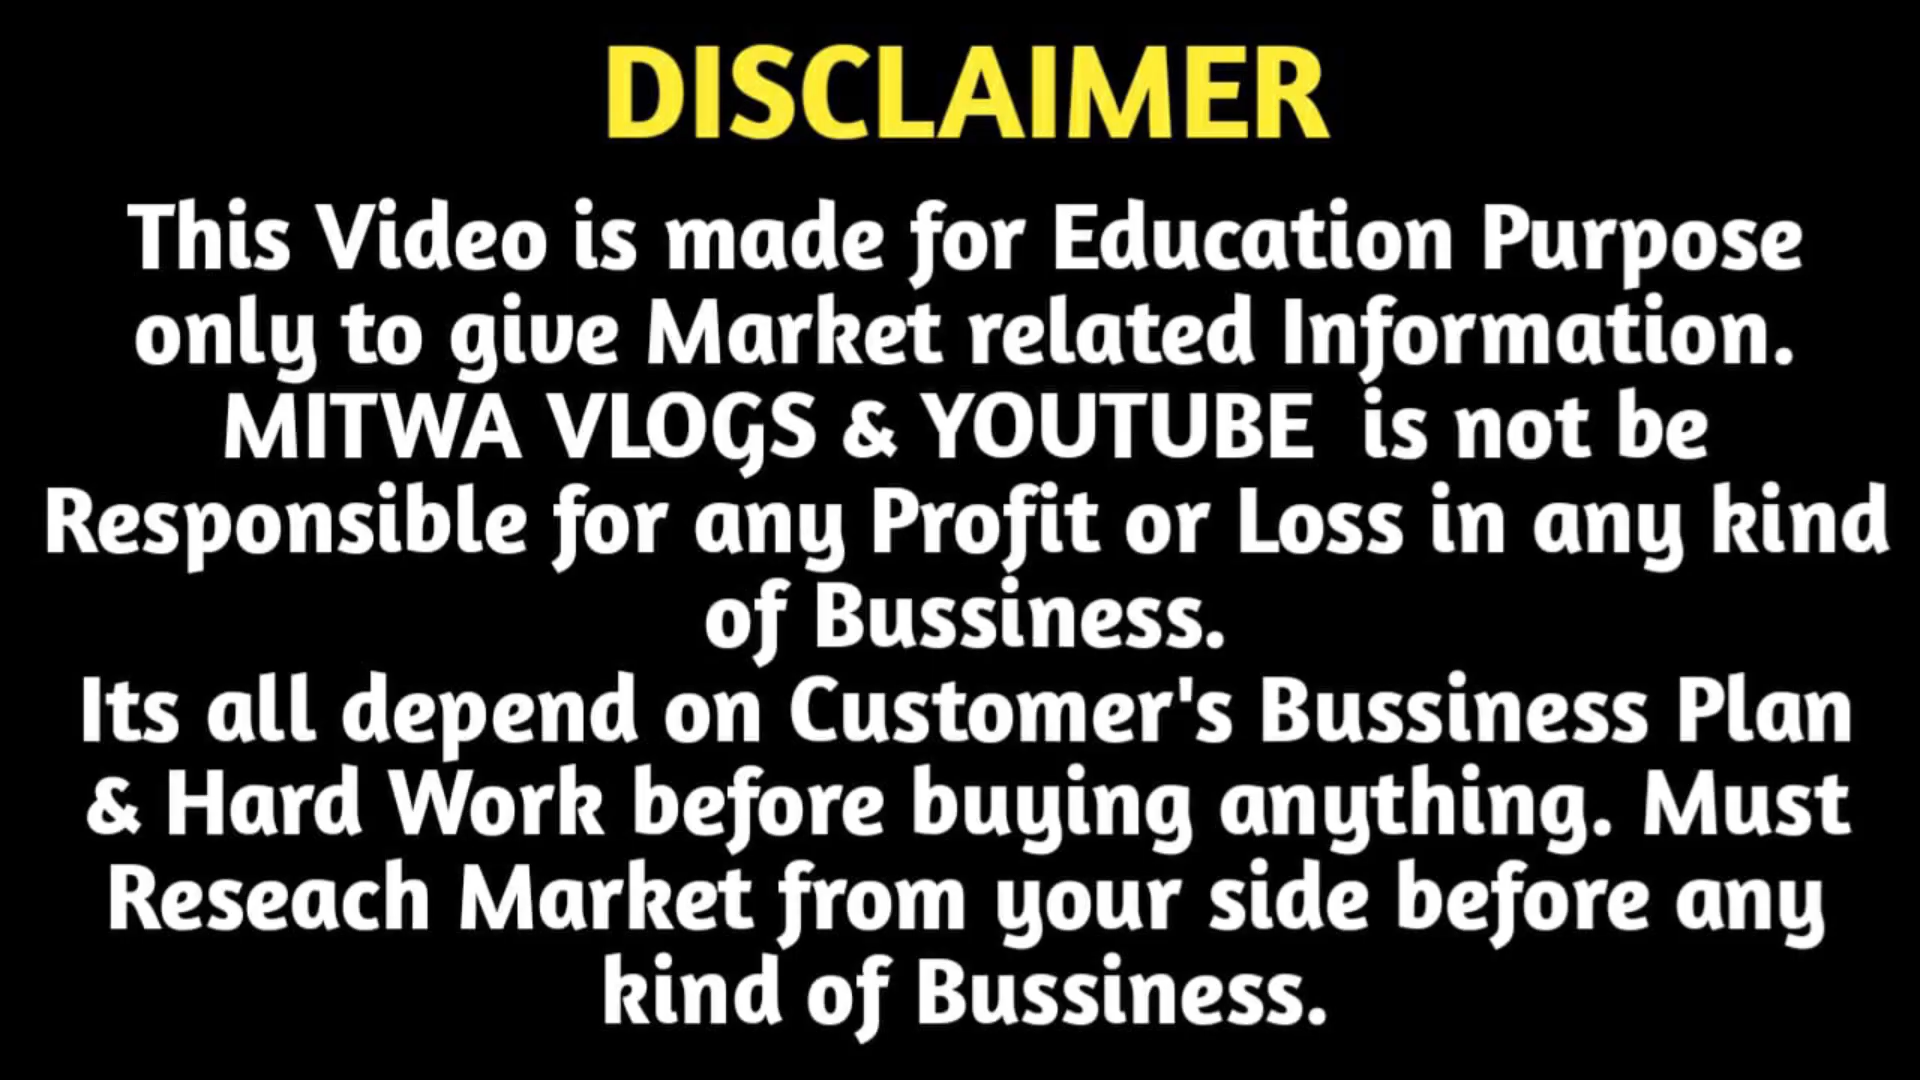 DISCLAIMER
This Video is made for Education Purpose
only to give Market related Information.
MITWA VLOGS & YOUTUBE is not be
Responsible for any Profit or Loss in any kind
of Bussiness.
Its all depend on Customer's Bussiness Plan
& Hard Work before buying anything. Must
Reseach Market from your side before any
kind of Bussiness.